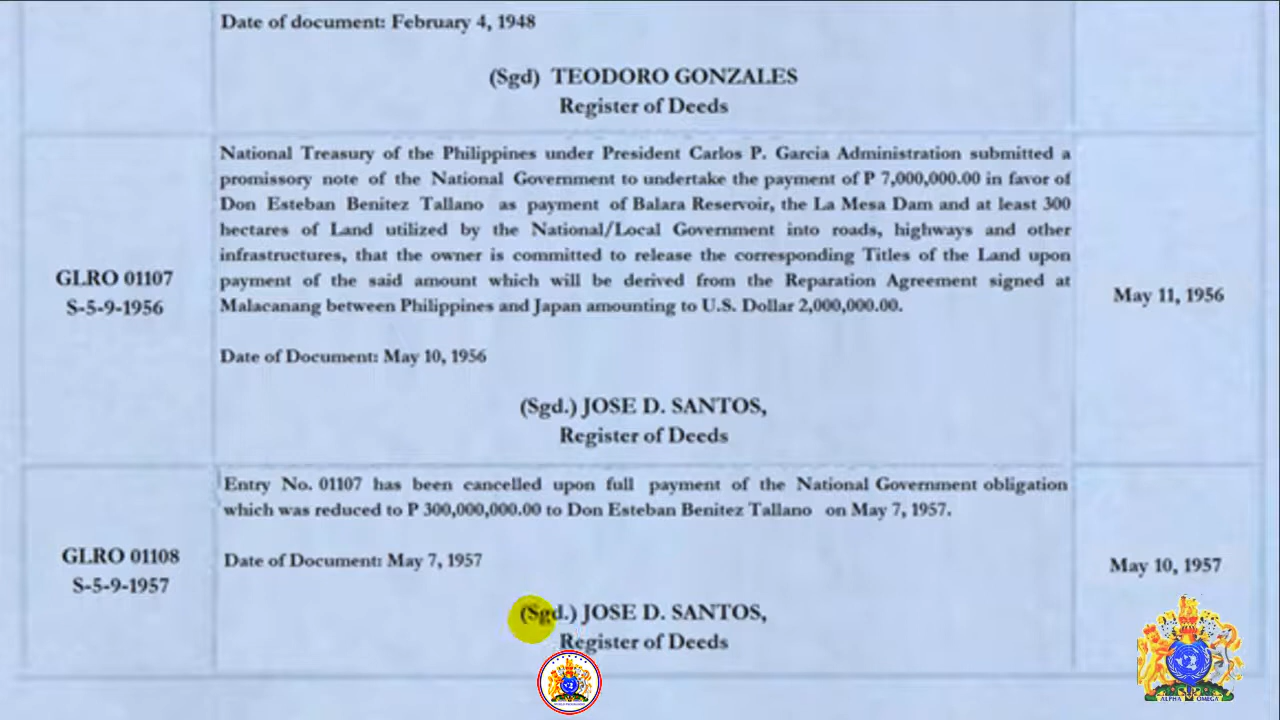 Date of document: February 4, 1948
(Sgd) TEODORO GONZALES
Register of Deeds
GLRO 01107
S-5-9-1956
National Treasury of the Philippines under President Carlos P. Garcia Administration submitted a
promissory note of the National Government to undertake the payment of P 7,000,000.00 in favor of
Don Esteban Benitez Tallano as payment of Balara Reservoir, the La Mesa Dam and at least 300
hectares of Land utilized by the National/Local Government into roads, highways and other
infrastructures, that the owner is committed to release the corresponding Titles of the Land upon
payment of the said amount which will be derived from the Reparation Agreement signed at
Malacanang between Philippines and Japan amounting to U.S. Dollar 2,000,000.00.
Date of Document: May 10, 1956
(Sgd.) JOSE D. SANTOS,
Register of Deeds
May 11, 1956
GLRO 01108
S-5-9-1957
Entry No. 01107 has been cancelled upon full payment of the National Government obligation
which was reduced to P 300,000,000.00 to Don Esteban Benitez Tallano on May 7, 1957.
Date of Document: May 7, 1957
(Sgd.) JOSE D. SANTOS,
Register of Deeds
May 10, 1957
ALPHA OMEGA